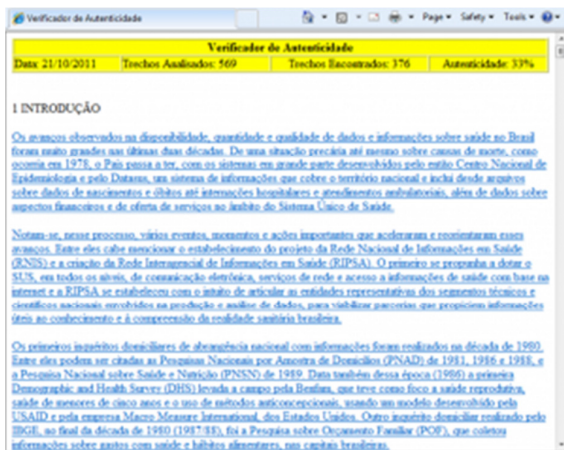 Verificador de Autenticidade
Page Safety Tools
Verificador de Autenticidade
Data: 21/10/2011 Trechos Analisados: 569 Trechos Encontrados: 376 Autenticidade: 33%
1 INTRODUÇÃO
Os avanços observados na disponibilidade, quantidade e qualidade de dados e informações sobre saúde no Brasil
foram muito grandes nas últimas duas décadas. De uma situação precária até mesmo sobre causas de morte, como
ocorria em 1978, o País passa a ter, com os sistemas em grande parte desenvolvidos pelo então Centro Nacional de
Epidemiologia e pelo Datasus, um sistema de informações que cobre o território nacional e inclui desde arquivos
sobre dados de nascimentos e óbitos até internações hospitalares e atendimentos ambulatoriais, além de dados sobre
aspectos financeiros e de oferta de serviços no âmbito do Sistema Único de Saúde.
Notam-se, nesse processo, vários eventos, momentos e ações importantes que aceleraram e reorientaram esses
avanços. Entre eles cabe mencionar o estabelecimento do projeto da Rede Nacional de Informações em Saúde
(RNIS) e a criação da Rede Interagencial de Informações em Saúde (RIPSA). O primeiro se propunha a dotar o
SUS, em todos os níveis, de comunicação eletrônica, serviços de rede e acesso a informações de saúde com base na
internet e a RIPSA se estabeleceu com o intuito de articular as entidades representativas dos segmentos técnicos e
científicos nacionais envolvidos na produção e análise de dados, para viabilizar parcerias que propiciem informações
úteis ao conhecimento e à compreensão da realidade sanitária brasileira.
Os primeiros inquéritos domiciliares de abrangência nacional com informações foram realizados na década de 1980.
Entre eles podem ser citadas as Pesquisas Nacionais por Amostra de Domicílios (PNAD) de 1981, 1986 e 1988, e
a Pesquisa Nacional sobre Saúde e Nutrição (PNSN) de 1989. Data também dessa época (1986) a primeira
Demographic and Health Survey (DHS) levada a campo pela Bemfam, que teve como foco a saúde reprodutiva,
saúde de menores de cinco anos e o uso de métodos anticoncepcionais, usando um modelo desenvolvido pela
USAID e pela empresa Macro Measure International, dos Estados Unidos. Outro inquérito domiciliar realizado pelo
IBGE, no final da década de 1980 (1987/88), foi a Pesquisa sobre Orçamento Familiar (POF), que coletou
informações sobre gastos com saúde e hábitos alimentares, nas capitais brasileiras.